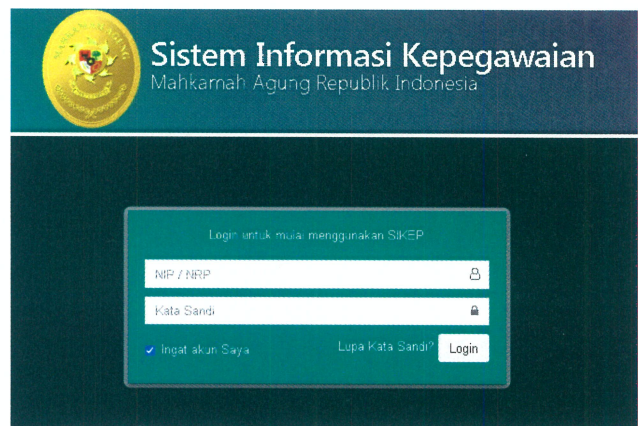 Sistem Informasi Kepegawaian
Mahkamah Agung Republik Indonesia
Login untuk mulai menggunakan SIKEP
NIP / NRP
Kata Sandi
Ingat akun Saya
Lupa Kata Sandi?
Login